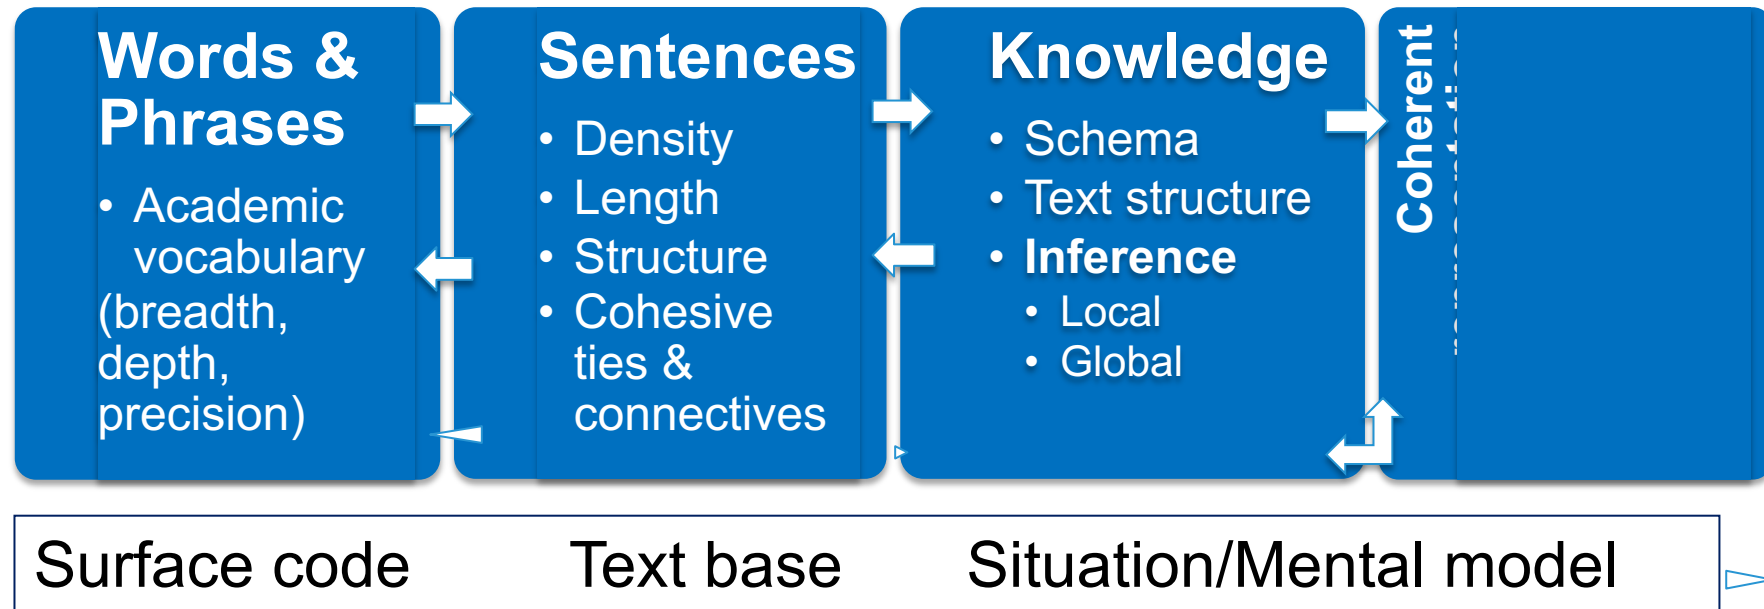 Words &
Phrases
• Academic
vocabulary
(breadth,
depth,
precision)
Sentences
• Density
• Length
• Structure
• Cohesive
ties &
connectives
Knowledge
• Schema
• Text structure
• Inference
• Local
• Global
Coherent
Surface code
Text base
Situation/Mental model